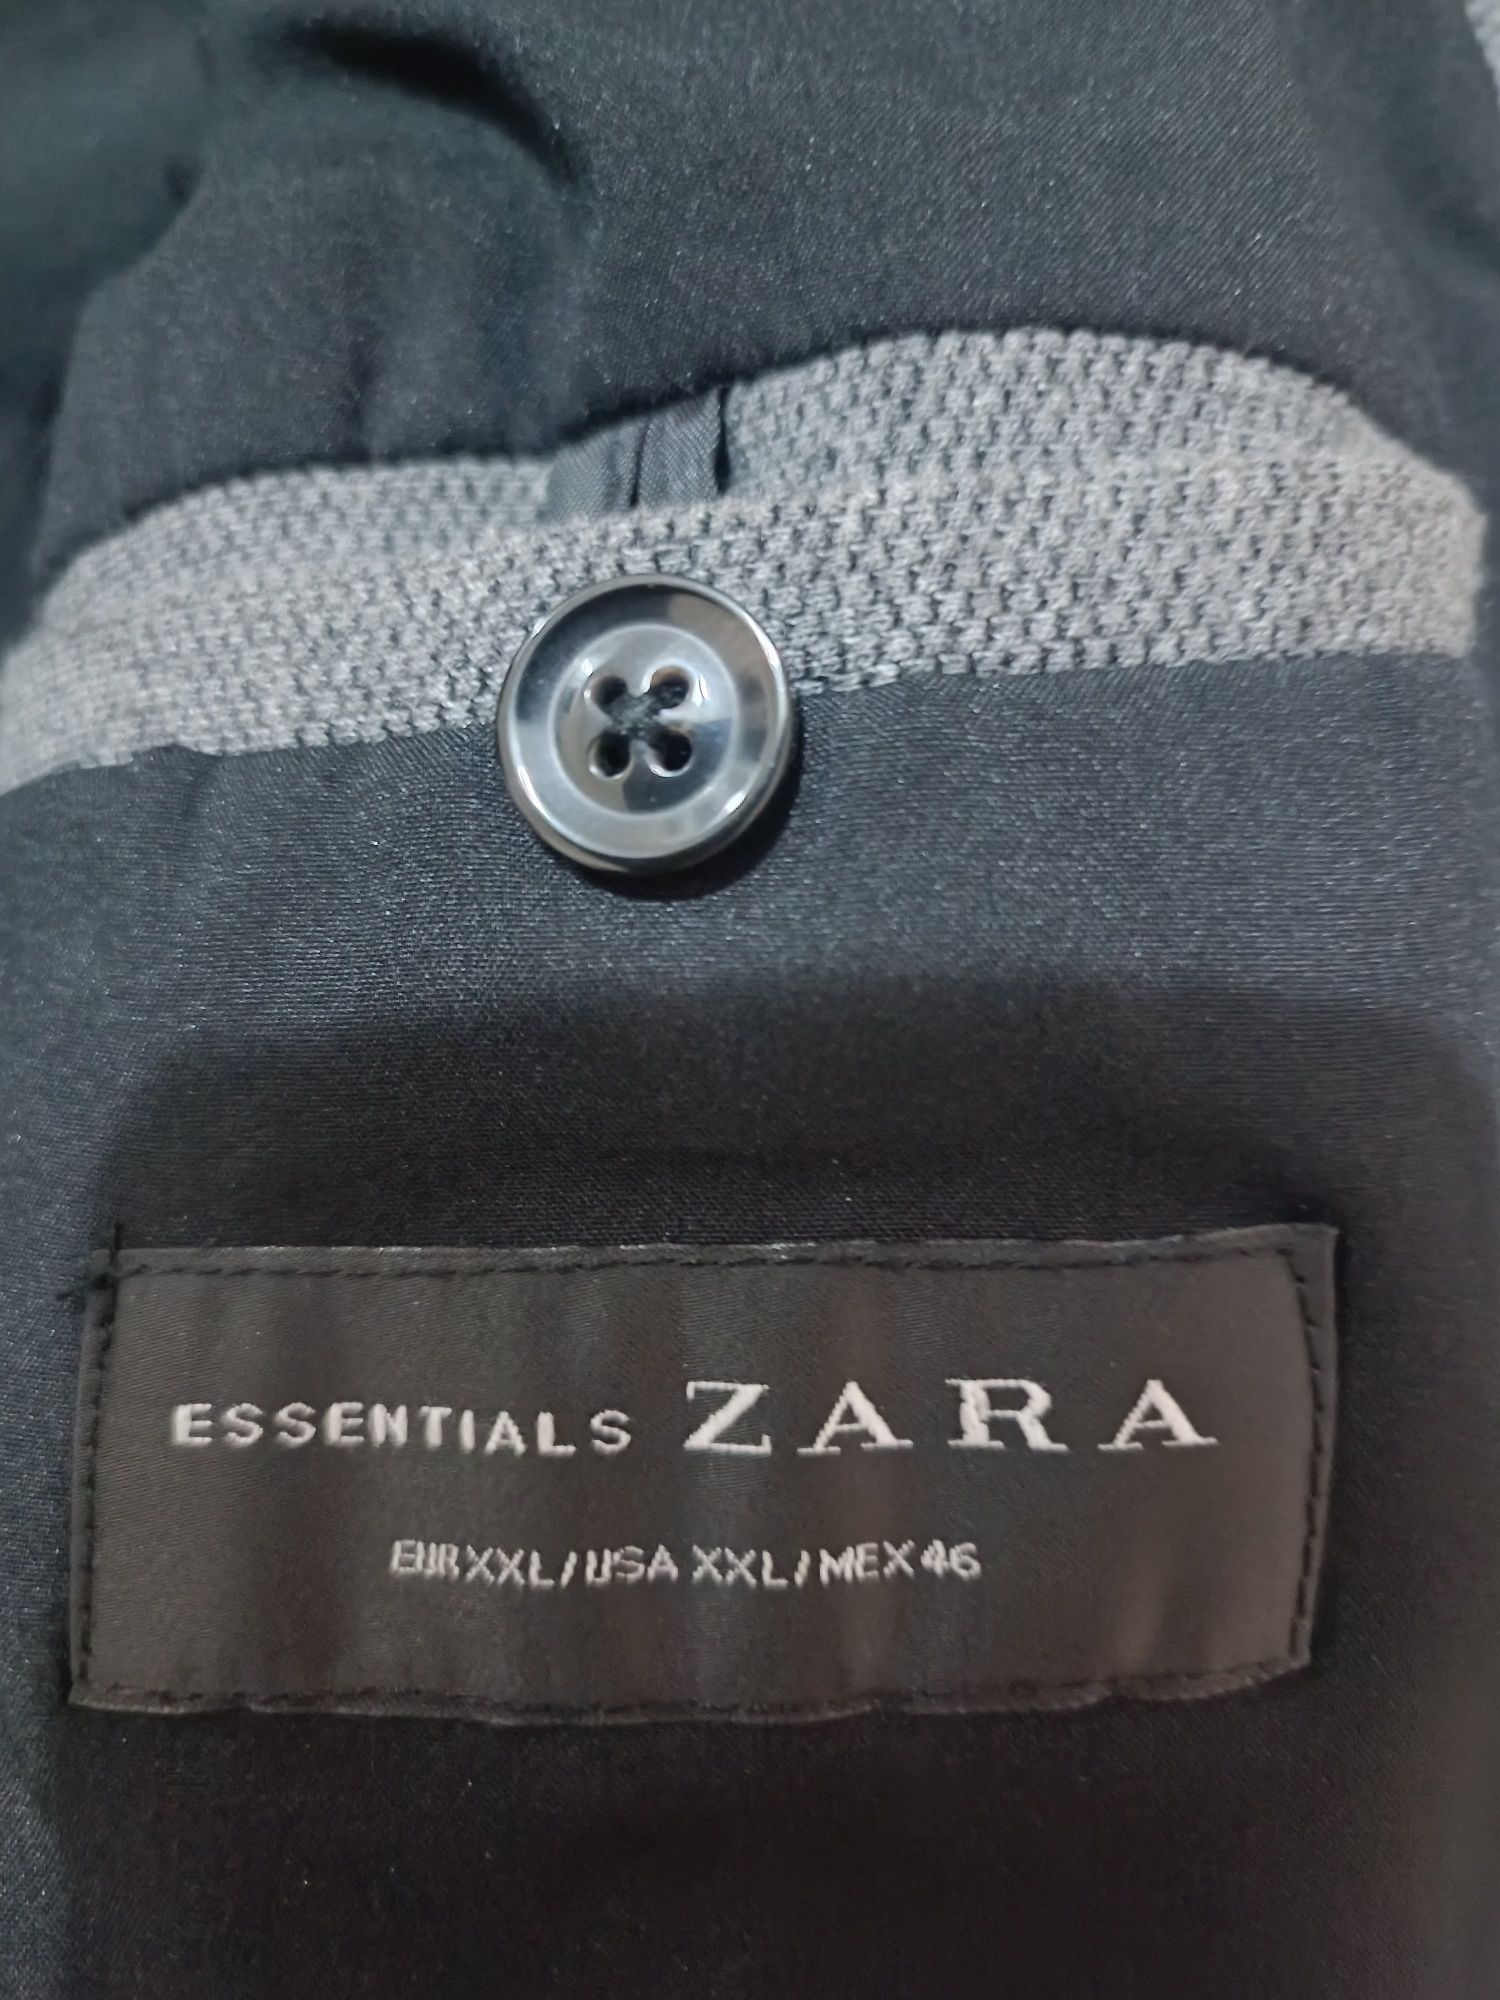 ESSENTIALS ZARA
EUR XXL / USA XXL / MEX 46